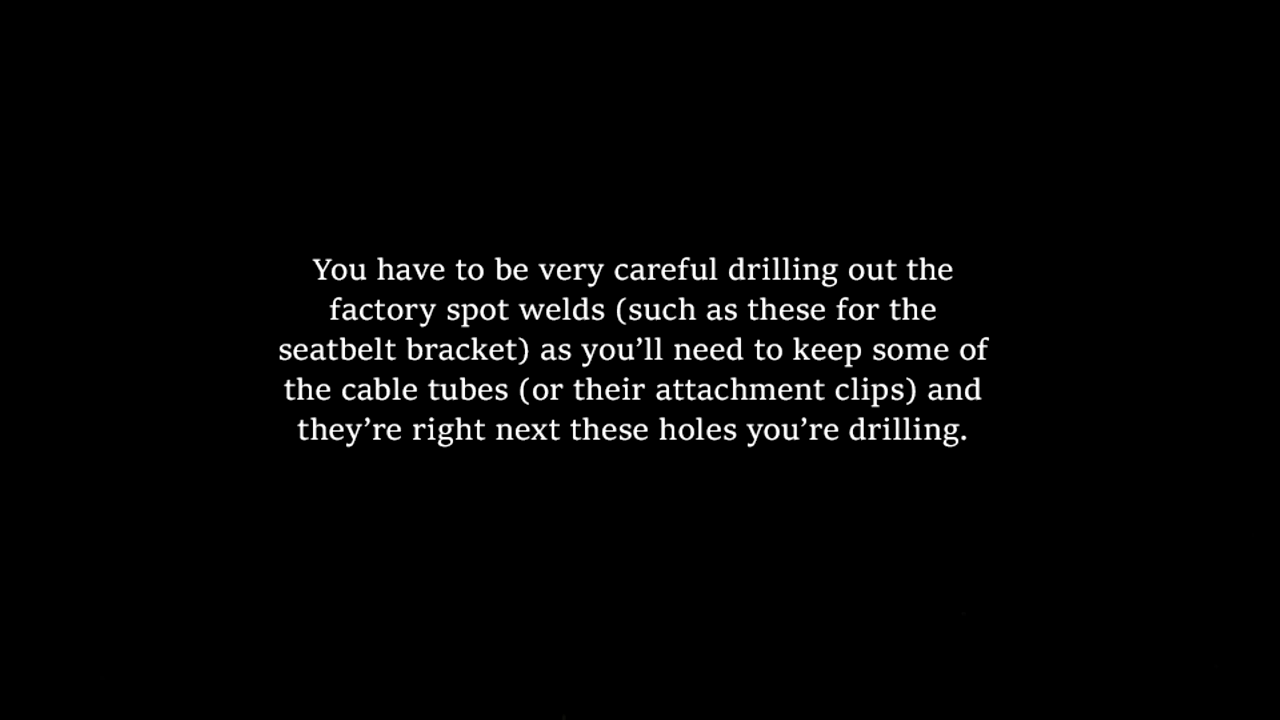 You have to be very careful drilling out the
factory spot welds (such as these for the
seatbelt bracket) as you’ll need to keep some of
the cable tubes (or their attachment clips) and
they’re right next these holes you’re drilling.